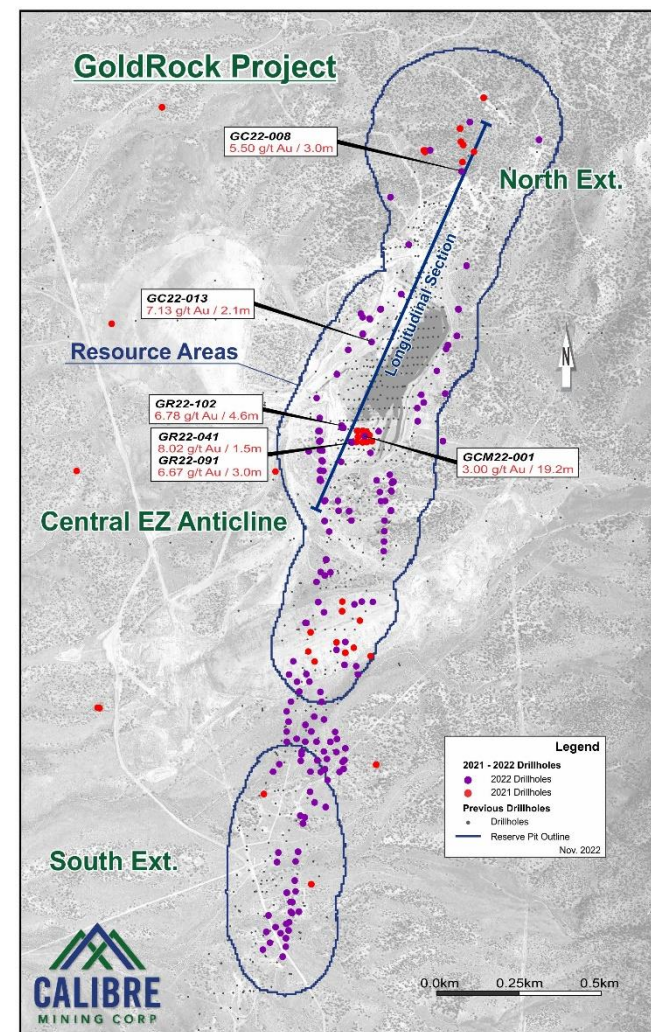 GoldRock Project
GC22-008
5.50 g/t Au / 3.0m
North Ext.
Longitudinal Section
GC22-013
7.13 g/t Au / 2.1m
Resource Areas
N
GR22-102
6.78 g/t Au / 4.6m
GR22-041
8.02 g/t Au / 1.5m
GR22-091
6.67 g/t Au / 3.0m
GCM22-001
3.00 g/t Au / 19.2m
Central EZ Anticline
Legend
2021 - 2022 Drillholes
2022 Drillholes
2021 Drillholes
Previous Drillholes
Drillholes
Reserve Pit Outline
Nov. 2022
South Ext.
CALIBRE
MINING CORP
0.0km 0.25km 0.5km